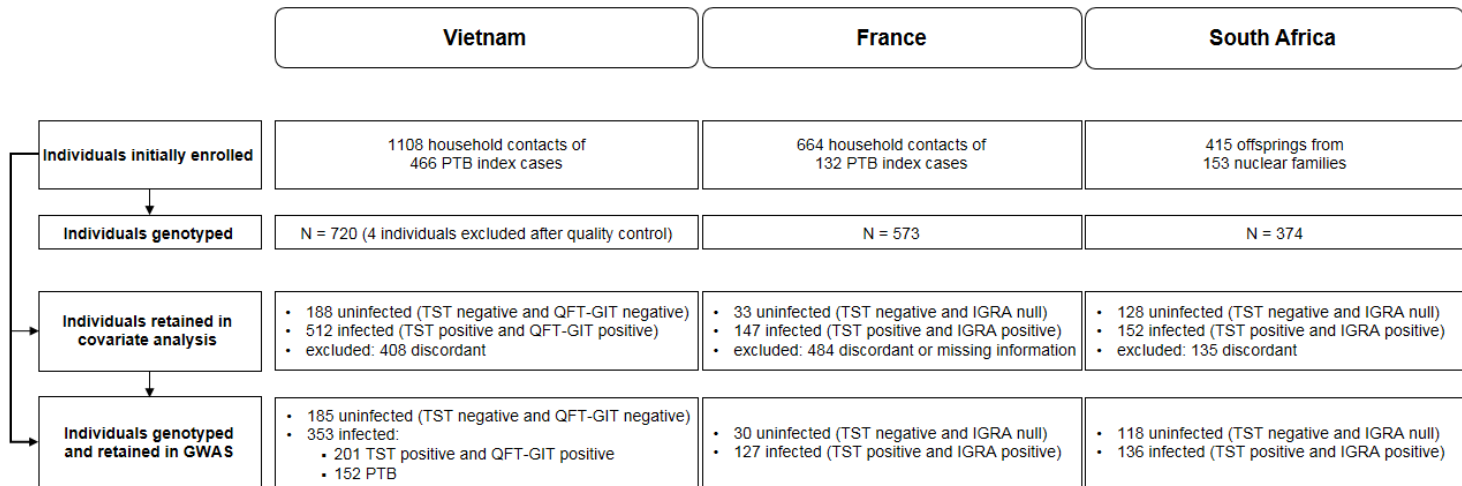 Vietnam
France
South Africa
Individuals initially enrolled
1108 household contacts of
466 PTB index cases
664 household contacts of
132 PTB index cases
415 offsprings from
153 nuclear families
Individuals genotyped
N = 720 (4 individuals excluded after quality control)
N = 573
N = 374
Individuals retained in
covariate analysis
• 188 uninfected (TST negative and QFT-GIT negative)
• 512 infected (TST positive and QFT-GIT positive)
• excluded: 408 discordant
• 33 uninfected (TST negative and IGRA null)
• 147 infected (TST positive and IGRA positive)
• excluded: 484 discordant or missing information
• 128 uninfected (TST negative and IGRA null)
• 152 infected (TST positive and IGRA positive)
• excluded: 135 discordant
Individuals genotyped
and retained in GWAS
• 185 uninfected (TST negative and QFT-GIT negative)
• 353 infected:
▪ 201 TST positive and QFT-GIT positive
▪ 152 PTB
• 30 uninfected (TST negative and IGRA null)
• 127 infected (TST positive and IGRA positive)
• 118 uninfected (TST negative and IGRA null)
• 136 infected (TST positive and IGRA positive)